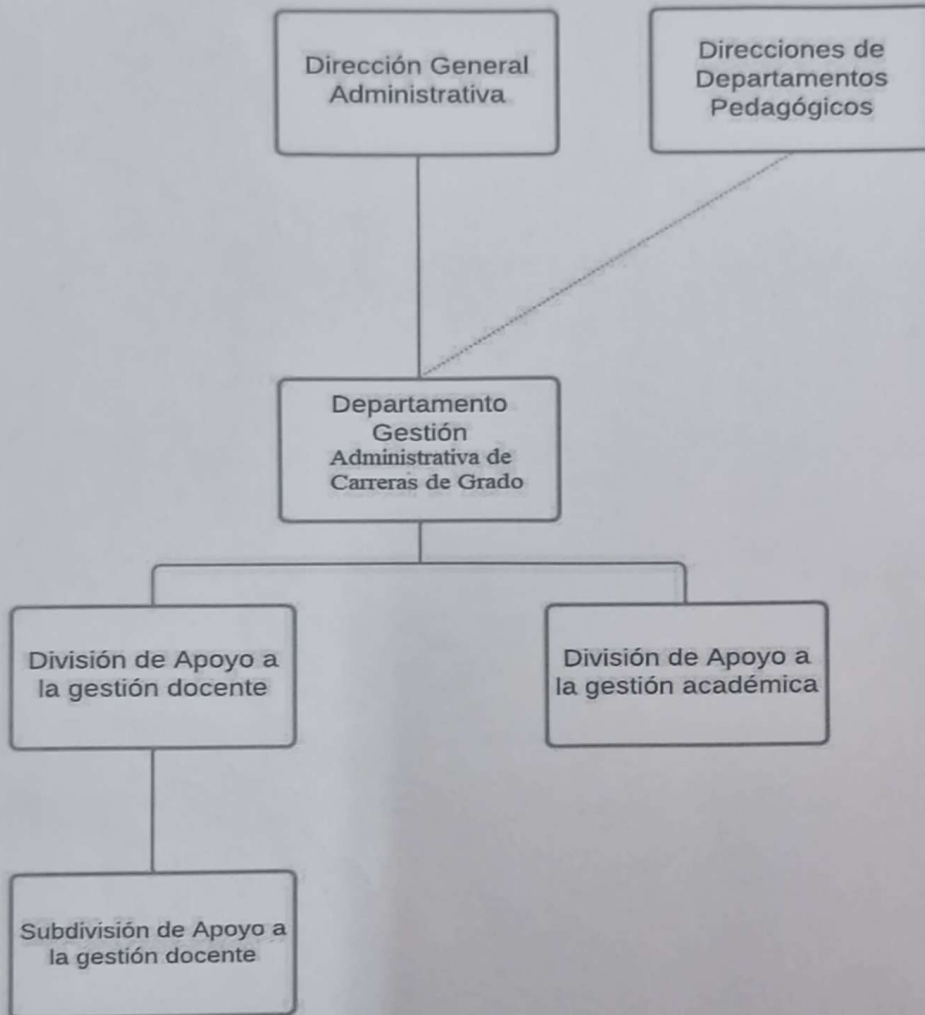 Dirección General
Administrativa
Direcciones de
Departamentos
Pedagógicos
Departamento
Gestión
Administrativa de
Carreras de Grado
División de Apoyo a
la gestión docente
División de Apoyo a
la gestión académica
Subdivisión de Apoyo a
la gestión docente